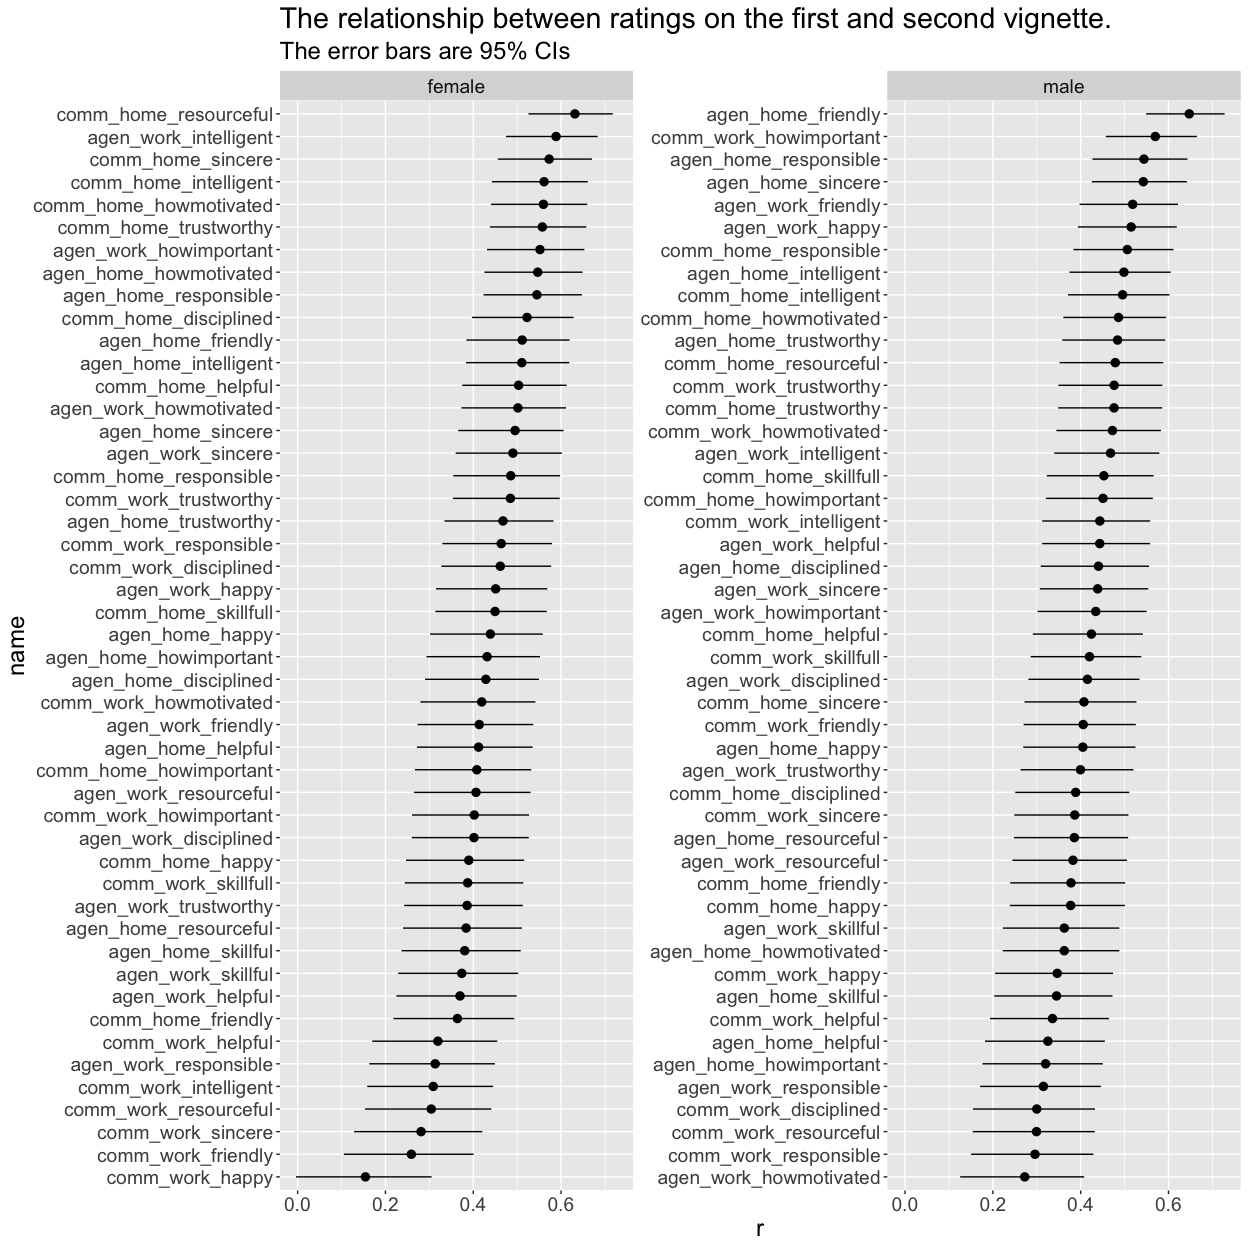 The relationship between ratings on the first and second vignette.
The error bars are 95% CIs
female
comm_home_resourceful
agen_work_intelligent
comm_home_sincere
comm_home_intelligent
comm_home_howmotivated
comm_home_trustworthy
agen_work_howimportant
agen_home_howmotivated
agen_home_responsible
comm_home_disciplined
agen_home_friendly
agen_home_intelligent
comm_home_helpful
agen_work_howmotivated
agen_home_sincere
agen_work_sincere
comm_home_responsible
comm_work_trustworthy
agen_home_trustworthy
comm_work_responsible
comm_work_disciplined
agen_work_happy
comm_home_skillfull
agen_home_happy
agen_home_howimportant
agen_home_disciplined
comm_work_howmotivated
agen_work_friendly
agen_home_helpful
comm_home_howimportant
agen_work_resourceful
comm_work_howimportant
agen_work_disciplined
comm_home_happy
comm_work_skillfull
agen_work_trustworthy
agen_home_resourceful
agen_home_skillful
agen_work_skillful
agen_work_helpful
comm_home_friendly
comm_work_helpful
agen_work_responsible
comm_work_intelligent
comm_work_resourceful
comm_work_sincere
comm_work_friendly
comm_work_happy
0.0 0.2 0.4 0.6
male
agen_home_friendly
comm_work_howimportant
agen_home_responsible
agen_home_sincere
agen_work_friendly
agen_work_happy
comm_home_responsible
agen_home_intelligent
comm_home_intelligent
comm_home_howmotivated
agen_home_trustworthy
comm_home_resourceful
comm_work_trustworthy
comm_home_trustworthy
comm_work_howmotivated
agen_work_intelligent
comm_home_skillfull
comm_home_howimportant
comm_work_intelligent
agen_work_helpful
agen_home_disciplined
agen_work_sincere
agen_work_howimportant
comm_home_helpful
comm_work_skillfull
agen_work_disciplined
comm_home_sincere
comm_work_friendly
agen_home_happy
agen_work_trustworthy
comm_home_disciplined
comm_work_sincere
agen_home_resourceful
agen_work_resourceful
comm_home_friendly
comm_home_happy
agen_work_skillful
agen_home_howmotivated
comm_work_happy
agen_home_skillful
comm_work_helpful
agen_home_helpful
agen_home_howimportant
agen_work_responsible
comm_work_disciplined
comm_work_resourceful
comm_work_responsible
agen_work_howmotivated
0.0 0.2 0.4 0.6
name
r